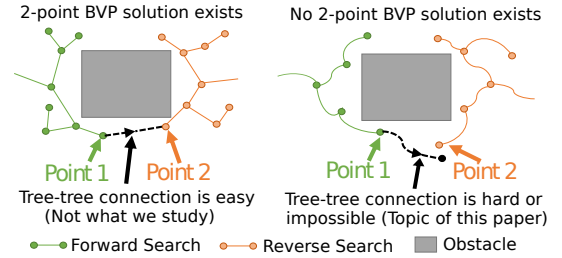 2-point BVP solution exists
No 2-point BVP solution exists
Point 1
Point 2
Point 1
Point 2
Tree-tree connection is easy
(Not what we study)
Tree-tree connection is hard or
impossible (Topic of this paper)
Forward Search
Reverse Search
Obstacle